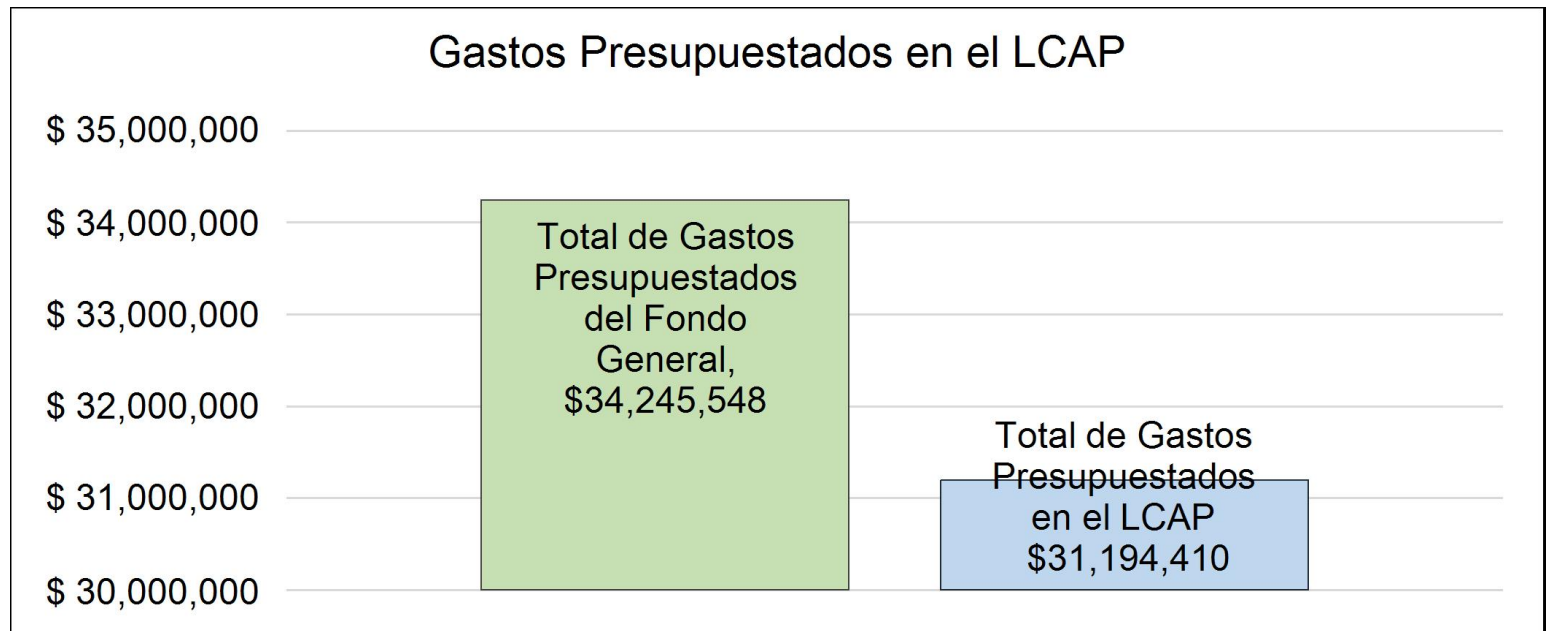 Gastos Presupuestados en el LCAP
$ 35,000,000
$ 34,000,000
$ 33,000,000
$ 32,000,000
$ 31,000,000
$ 30,000,000
Total de Gastos
Presupuestados
del Fondo
General,
$34,245,548
Total de Gastos
Presupuestados
en el LCAP
$31,194,410